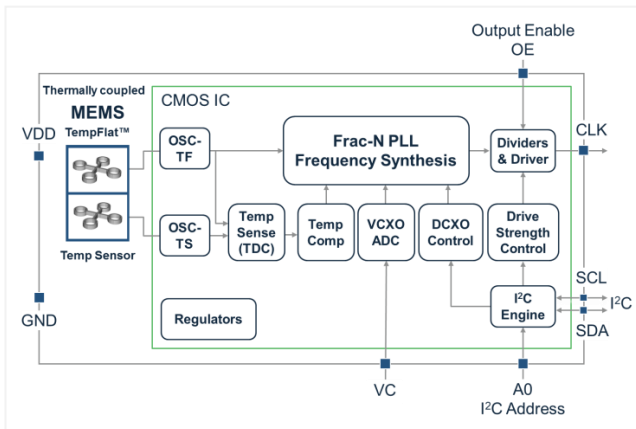 Output Enable
OE
Thermally coupled
MEMS
TempFlat™
CMOS IC
VDD
CLK
OSC-
TF
Frac-N PLL
Frequency Synthesis
Dividers
& Driver
OSC-
TS
Temp
Sense
(TDC)
Temp
Comp
VCXO
ADC
DCXO
Control
Drive
Strength
Control
Temp Sensor
SCL
I²C
SDA
GND
Regulators
I²C
Engine
VC
A0
I²C Address